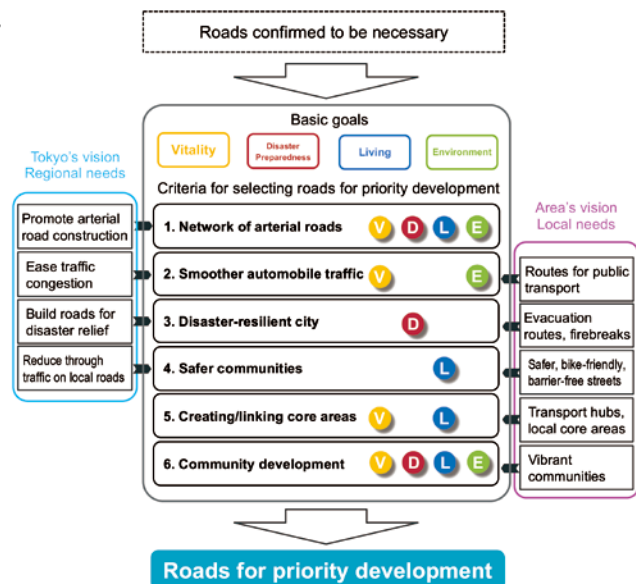 Roads confirmed to be necessary
Basic goals
Vitality
Disaster
Preparedness
Living
Environment
Criteria for selecting roads for priority development
Tokyo's vision
Regional needs
Promote arterial
road construction
Ease traffic
congestion
Build roads for
disaster relief
Reduce through
traffic on local roads
1. Network of arterial roads V D L E
2. Smoother automobile traffic V E
3. Disaster-resilient city D
4. Safer communities L
5. Creating/linking core areas V L
6. Community development V D L E
Area's vision
Local needs
Routes for public
transport
Evacuation
routes, firebreaks
Safer, bike-friendly,
barrier-free streets
Transport hubs,
local core areas
Vibrant
communities
Roads for priority development